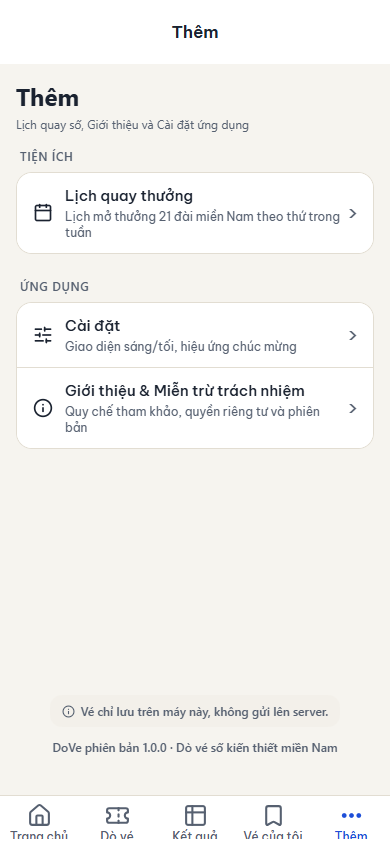 Thêm
Thêm
Lịch quay số, Giới thiệu và Cài đặt ứng dụng
TIỆN ÍCH
Lịch quay thưởng
Lịch mở thưởng 21 đài miền Nam theo thứ trong
tuần
ỨNG DỤNG
Cài đặt
Giao diện sáng/tối, hiệu ứng chúc mừng
Giới thiệu & Miễn trừ trách nhiệm
Quy chế tham khảo, quyền riêng tư và phiên
bản
Vé chỉ lưu trên máy này, không gửi lên server.
DoVe phiên bản 1.0.0 · Dò vé số kiến thiết miền Nam
Trang chủ Dò vé Kết quả Vé của tôi Thêm